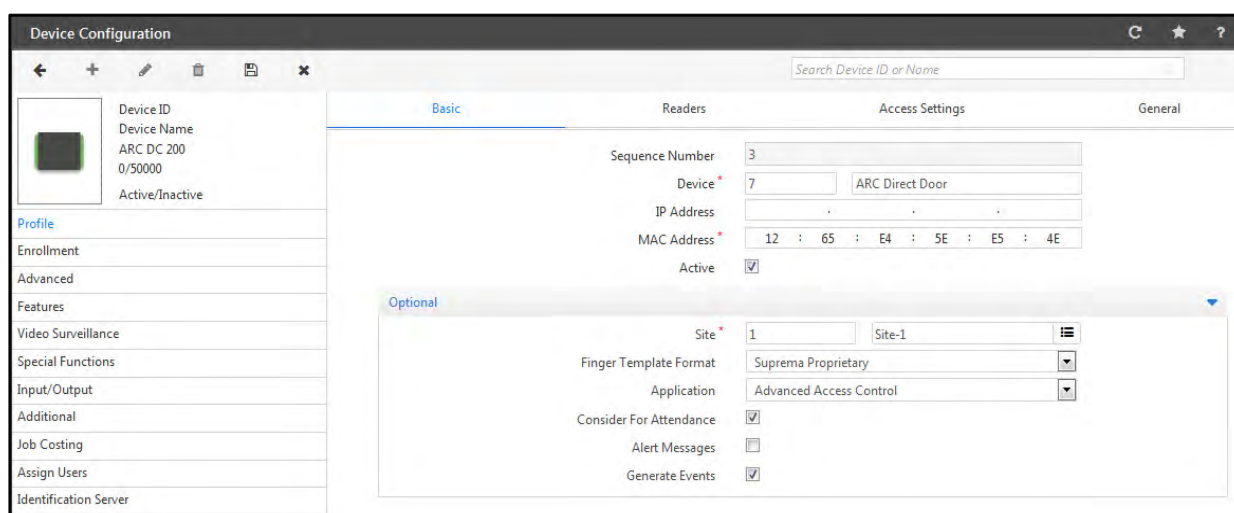 Device Configuration
?
Search Device ID or Name
Device ID
Device Name
ARC DC 200
0/50000
Active/Inactive
Profile
Enrollment
Advanced
Features
Video Surveillance
Special Functions
Input/Output
Additional
Job Costing
Assign Users
Identification Server
Basic Readers Access Settings General
Sequence Number 3
Device * 7 ARC Direct Door
IP Address . . .
MAC Address * 12 : 65 : E4 : 5E : E5 : 4E
Active
Optional
Site * 1 Site-1
Finger Template Format Suprema Proprietary
Application Advanced Access Control
Consider For Attendance
Alert Messages
Generate Events